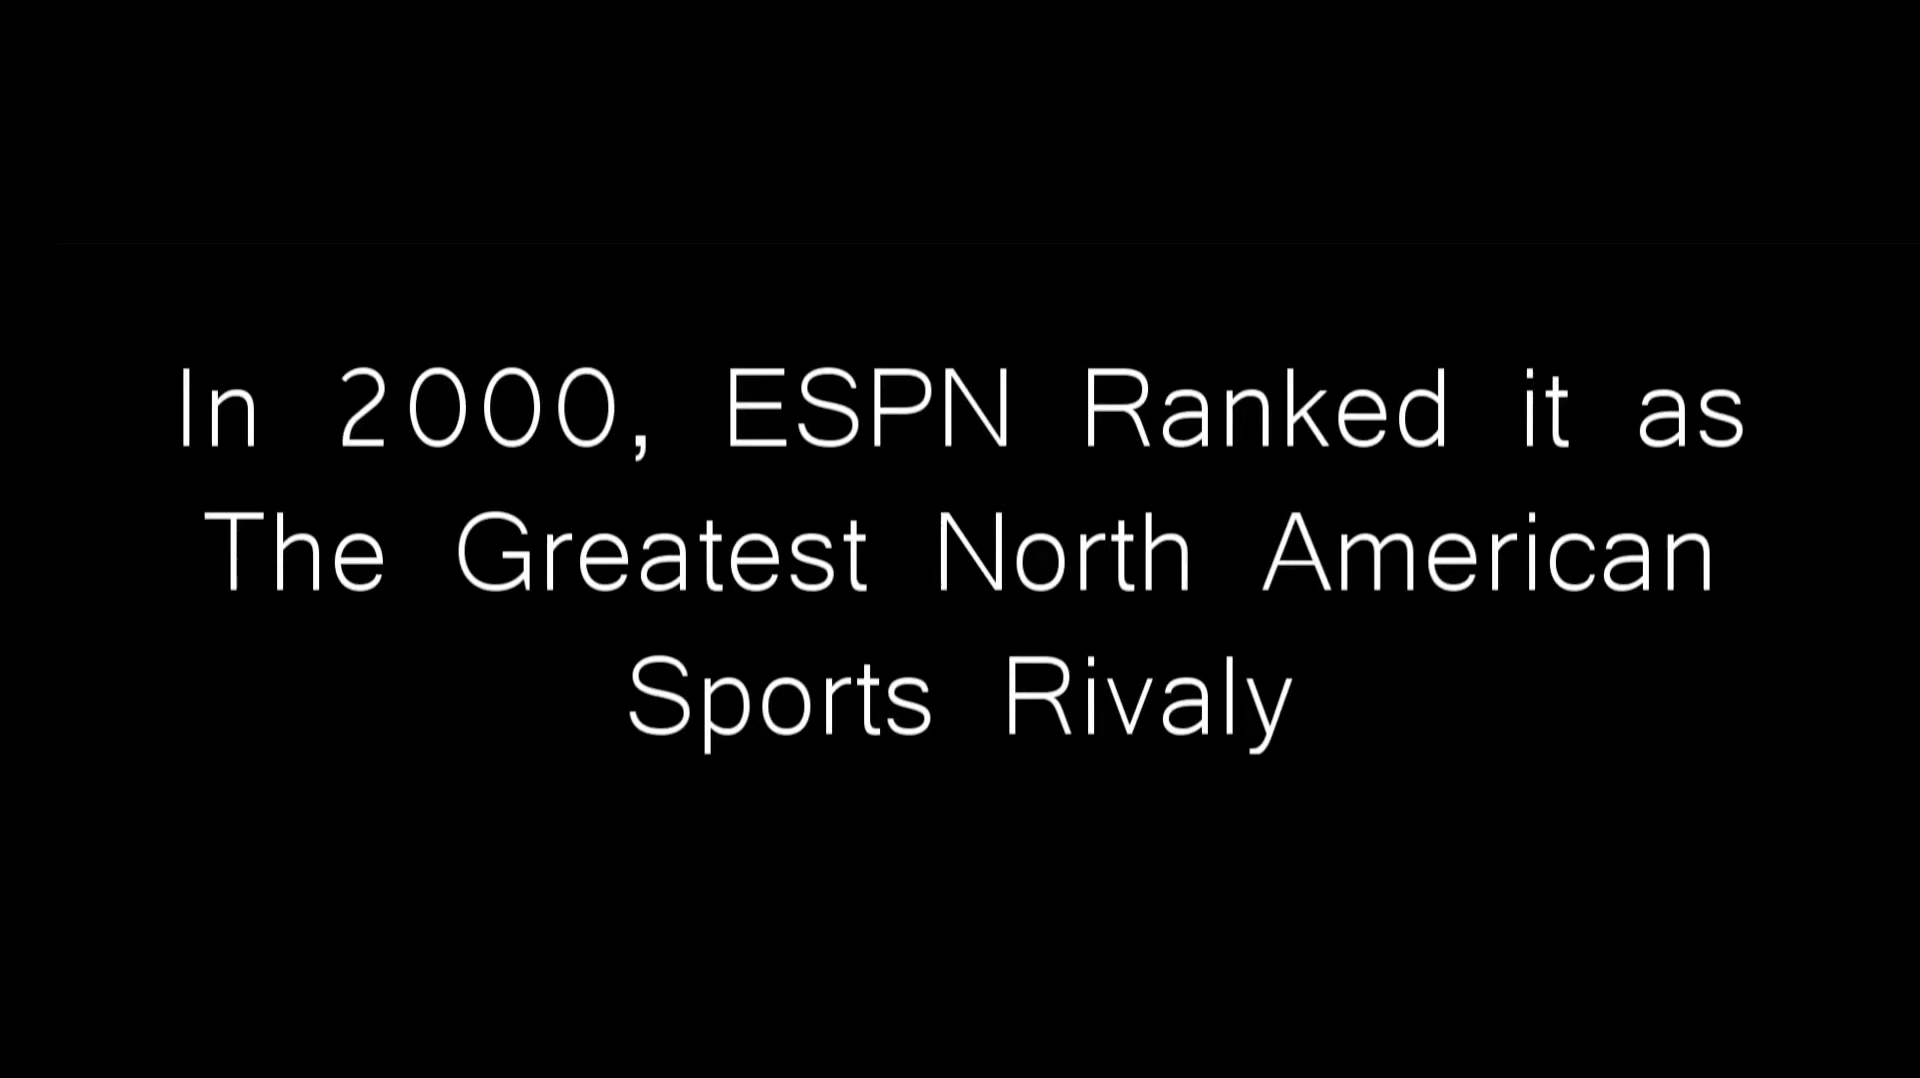 In 2000, ESPN Ranked it as
The Greatest North American
Sports Rivaly